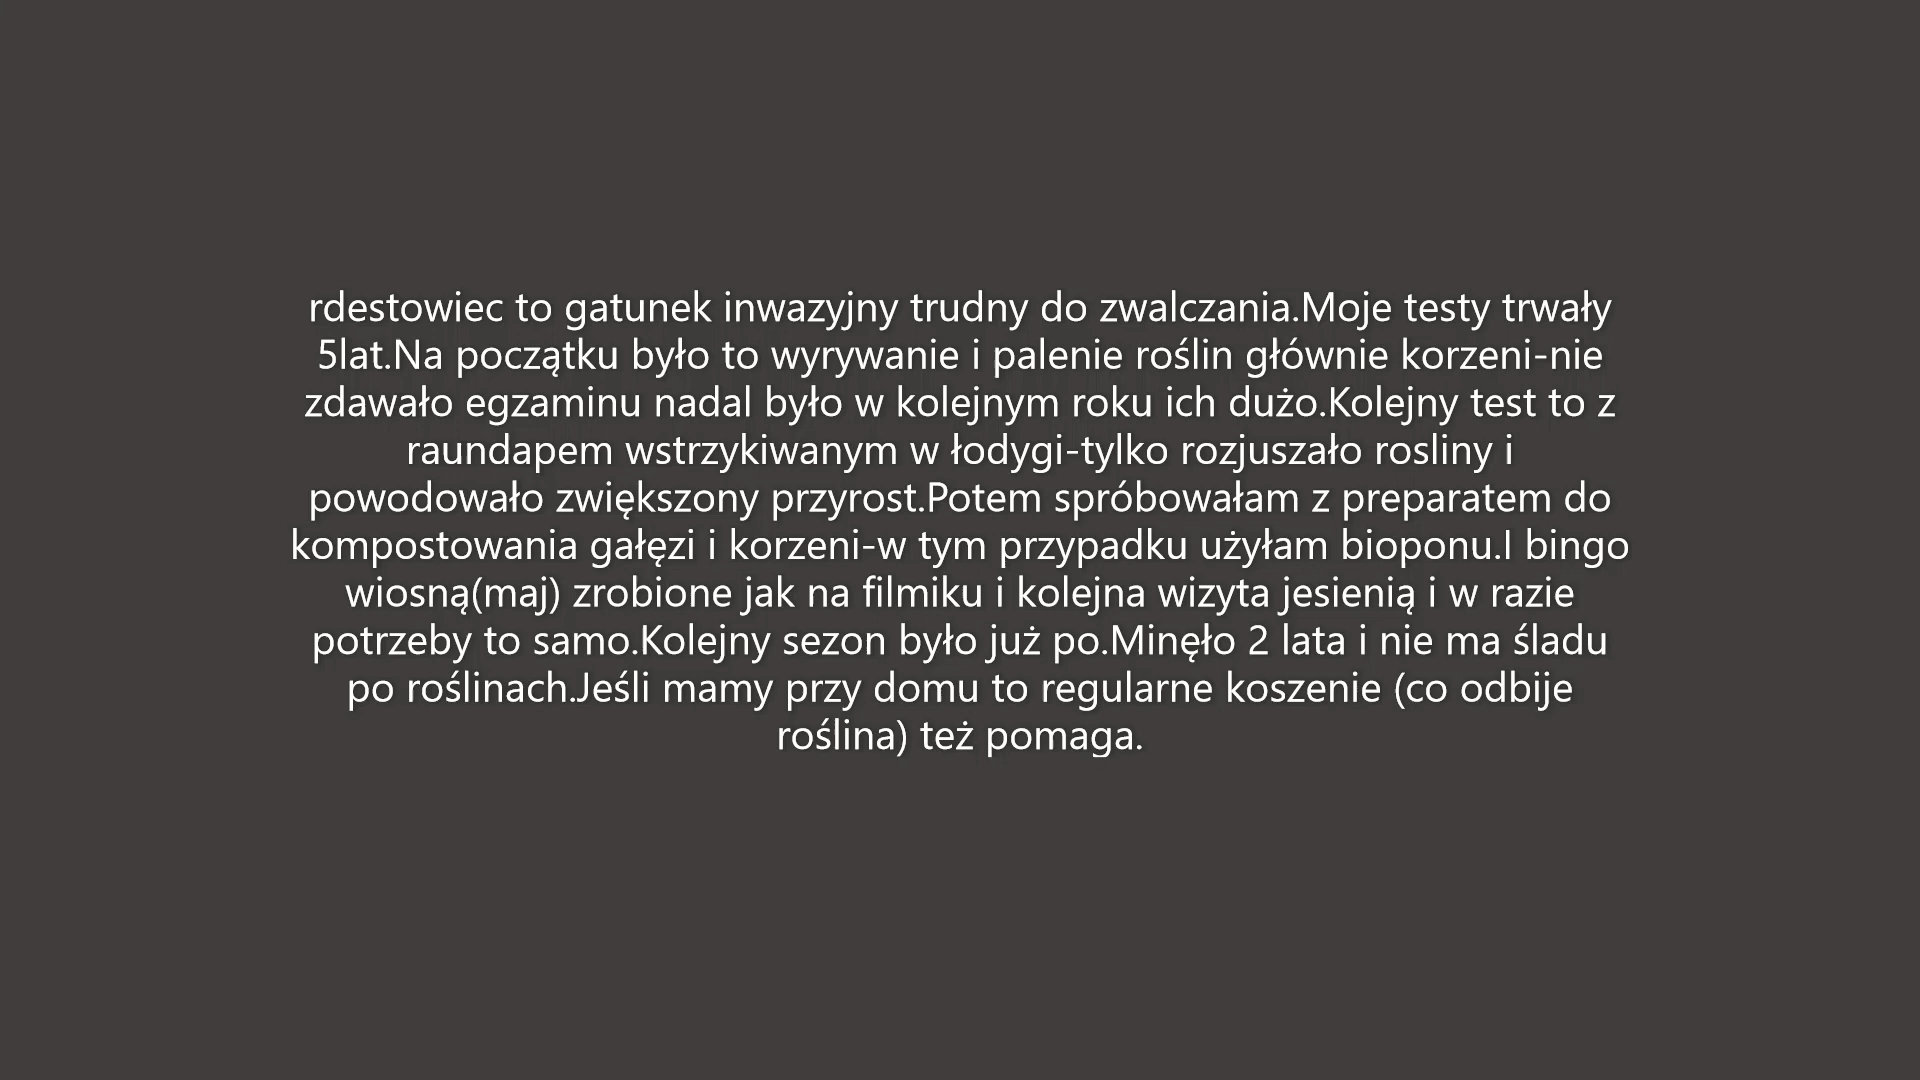 rdestowiec to gatunek inwazyjny trudny do zwalczania.Moje testy trwały
5lat.Na początku było to wyrywanie i palenie roślin głównie korzeni-nie
zdawało egzaminu nadal było w kolejnym roku ich dużo.Kolejny test to z
raundapem wstrzykiwanym w łodygi-tylko rozjuszało rosliny i
powodowało zwiększony przyrost.Potem spróbowałam z preparatem do
kompostowania gałęzi i korzeni-w tym przypadku użyłam bioponu.I bingo
wiosną(maj) zrobione jak na filmiku i kolejna wizyta jesienią i w razie
potrzeby to samo.Kolejny sezon było już po.Minęło 2 lata i nie ma śladu
po roślinach.Jeśli mamy przy domu to regularne koszenie (co odbije
roślina) też pomaga.